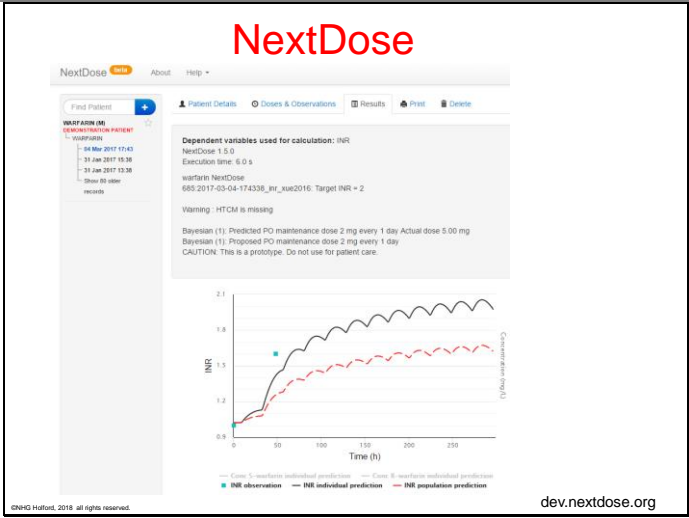 NextDose
NextDose beta About Help
Find Patient +
Patient Details Doses & Observations Results Print Delete
WARFARIN (M)
DEMONSTRATION PATIENT
WARFARIN
04 Mar 2017 17:43
31 Jan 2017 15:38
31 Jan 2017 13:38
Show 60 older
records
Dependent variables used for calculation: INR
NextDose 1.5.0
Execution time: 6.0 s
warfarin NextDose
685:2017-03-04-174338_inr_xue2016: Target INR = 2
Warning : HTCM is missing
Bayesian (1): Predicted PO maintenance dose 2 mg every 1 day Actual dose 5.00 mg
Bayesian (1): Proposed PO maintenance dose 2 mg every 1 day
CAUTION: This is a prototype. Do not use for patient care.
2.1
1.8
1.5
1.2
0.9
INR
Concentration (mg/L)
0 50 100 150 200 250
Time (h)
Conc S-warfarin individual prediction Conc R-warfarin individual prediction
INR observation INR individual prediction INR population prediction
©NHG Holford, 2018 all rights reserved.
dev.nextdose.org